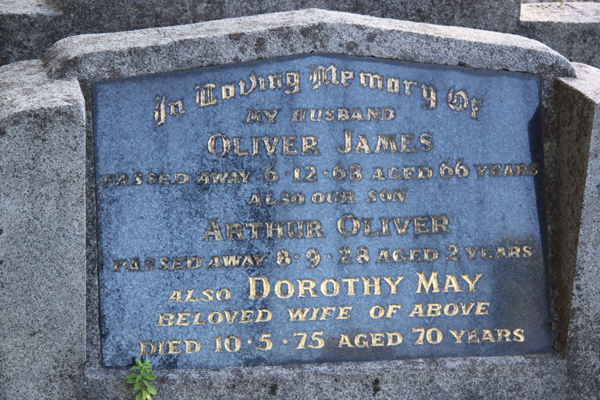 In Loving Memory Of
MY HUSBAND
OLIVER JAMES
PASSED AWAY 6·12·68 AGED 66 YEARS
ALSO OUR SON
ARTHUR OLIVER
PASSED AWAY 8·9·28 AGED 2 YEARS
ALSO DOROTHY MAY
BELOVED WIFE OF ABOVE
DIED 10·5·75 AGED 70 YEARS